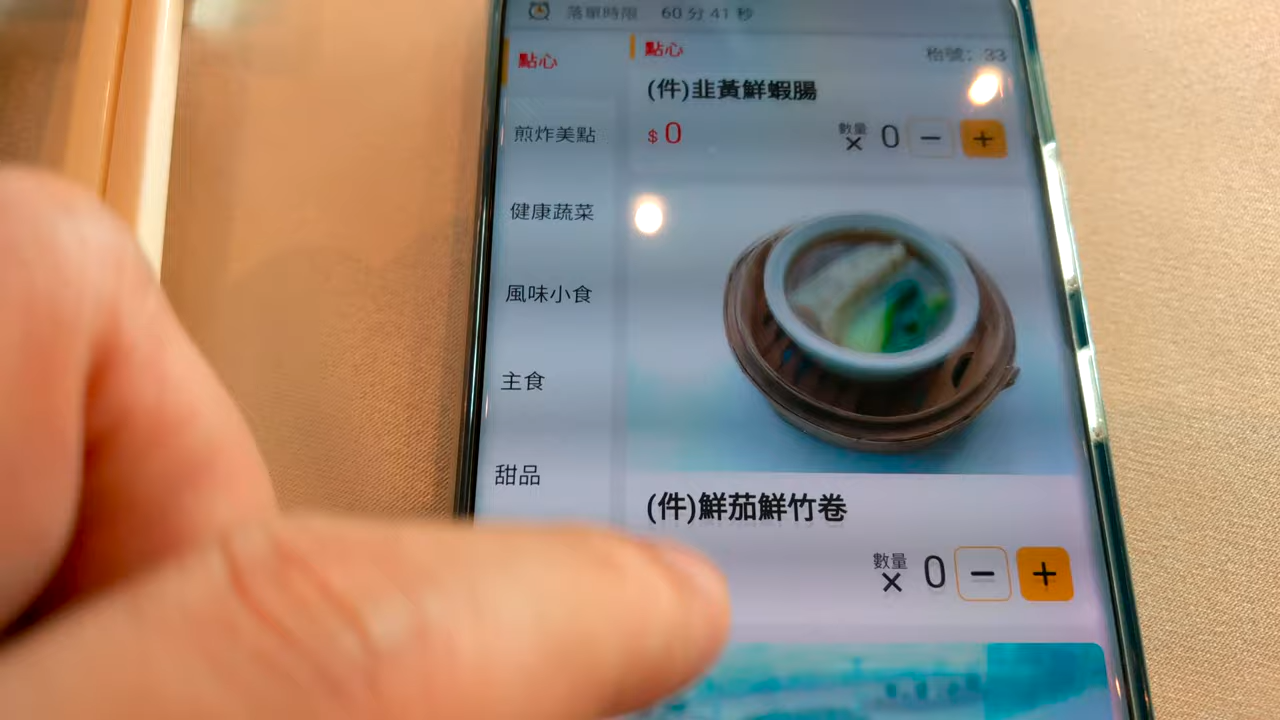 落單時限 60 分 41 秒
點心
煎炸美點
健康蔬菜
風味小食
主食
甜品
點心
枱號: 33
(件)韭黃鮮蝦腸
$ 0
數量
× 0 − +
(件)鮮茄鮮竹卷
數量
× 0 − +